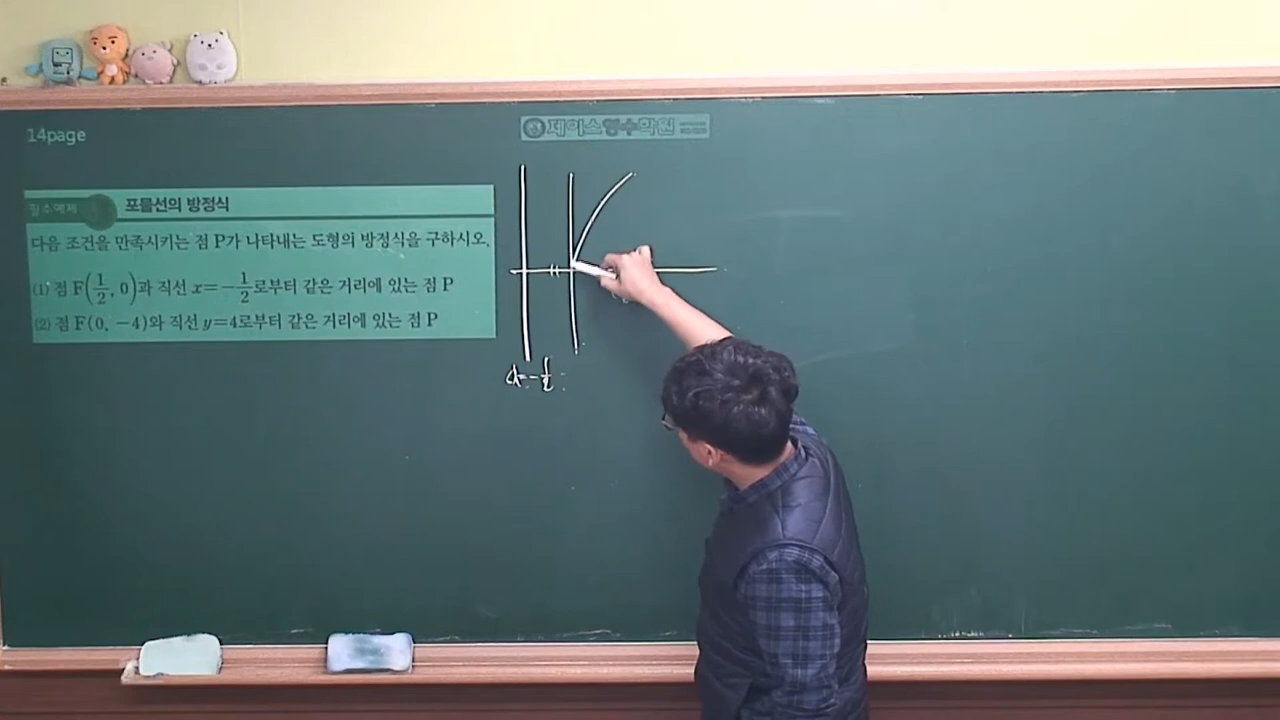 14page
제이스영수학원
필수예제
포물선의 방정식
다음 조건을 만족시키는 점 P가 나타내는 도형의 방정식을 구하시오.
(1) 점 F(1/2, 0)과 직선 x=-1/2로부터 같은 거리에 있는 점 P
(2) 점 F(0, -4)와 직선 y=4로부터 같은 거리에 있는 점 P
x=-1/2